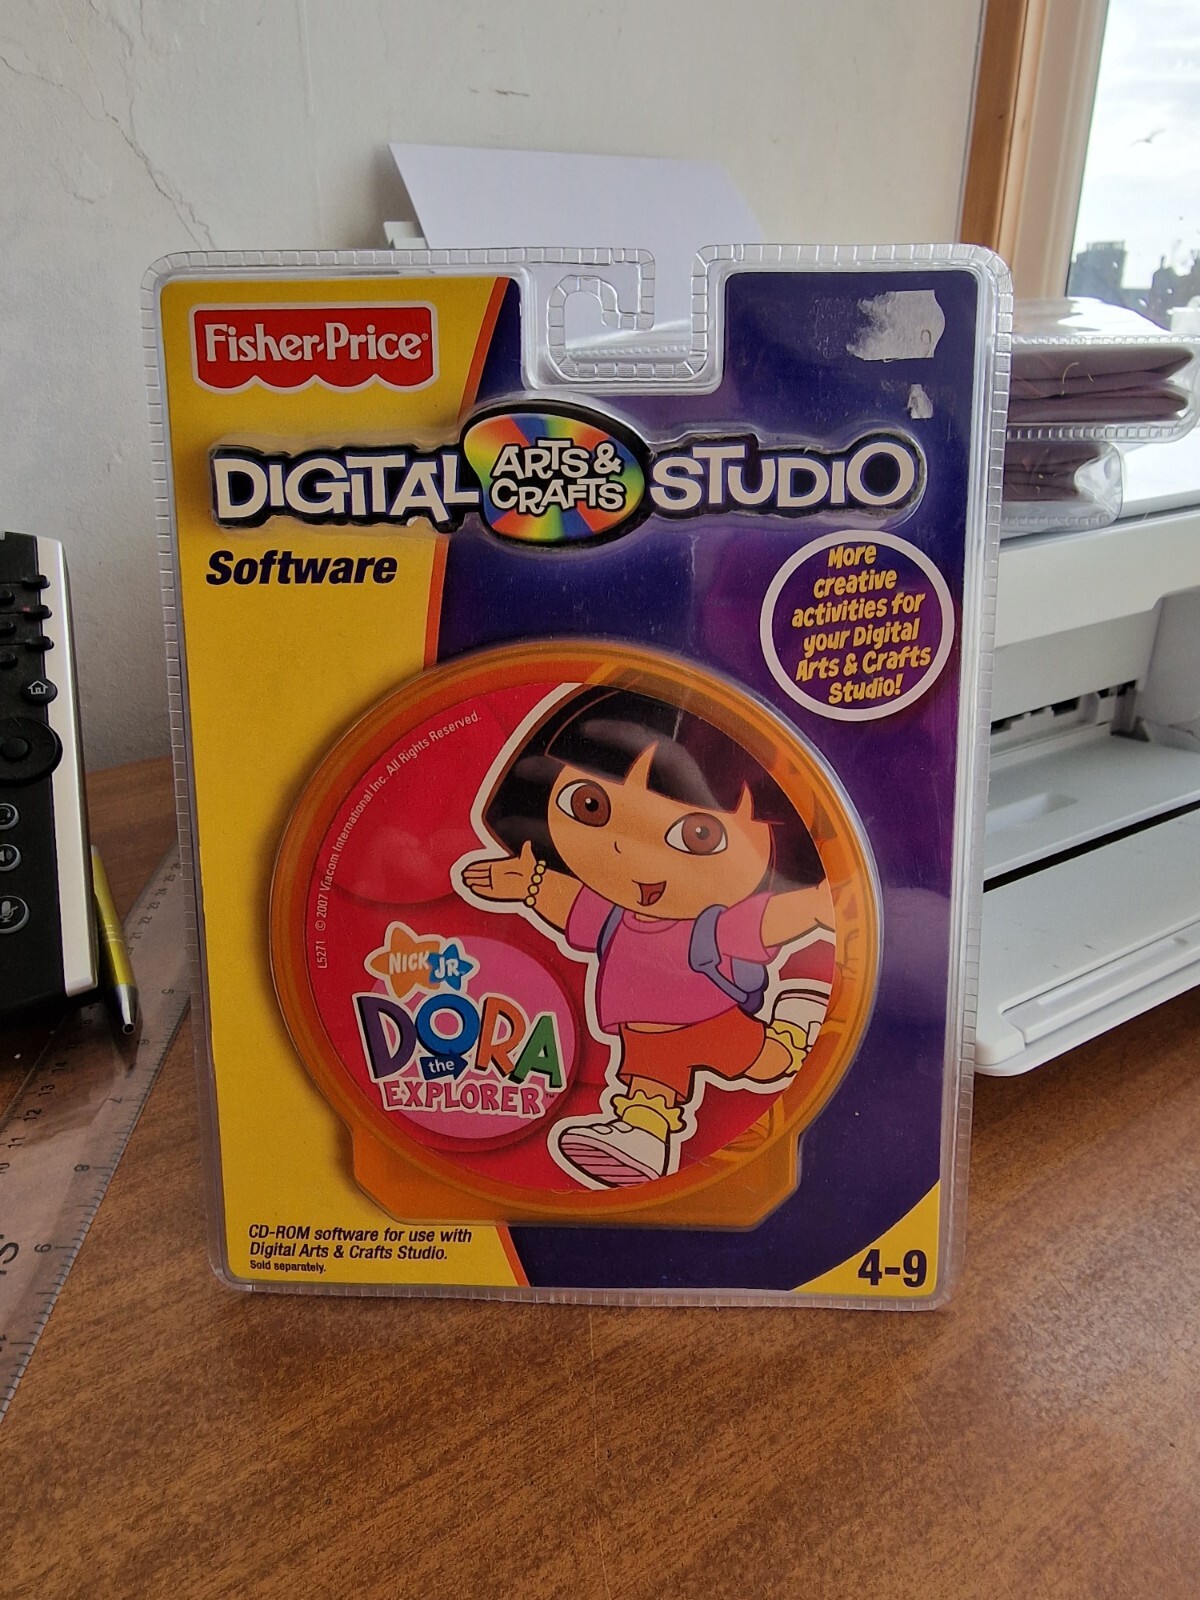 Fisher-Price®
DIGITAL ARTS & CRAFTS STUDIO
Software
More
creative
activities for
your Digital
Arts & Crafts
Studio!
L5271 © 2007 Viacom International Inc. All Rights Reserved.
NICK JR
DORA
the
EXPLORER™
CD-ROM software for use with
Digital Arts & Crafts Studio.
Sold separately.
4-9